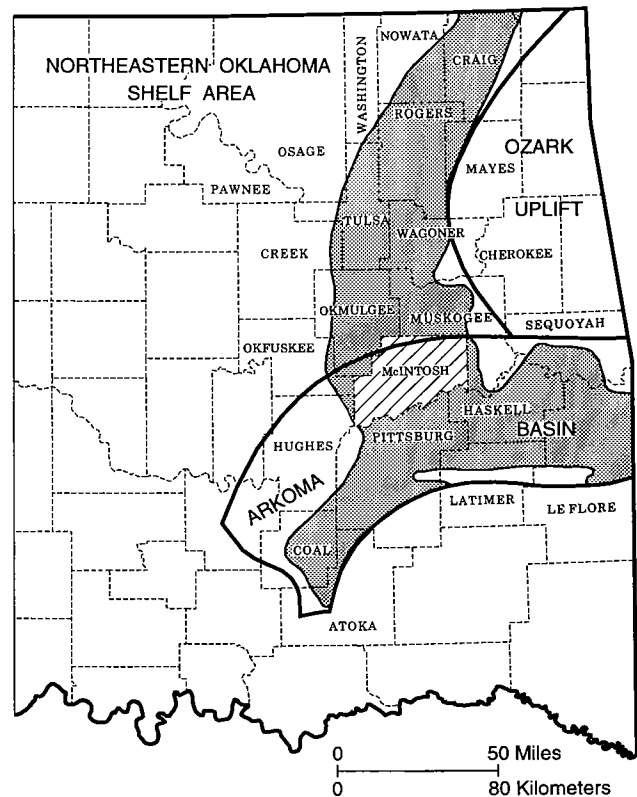 NOWATA
NORTHEASTERN OKLAHOMA
SHELF AREA
WASHINGTON
CRAIG
ROGERS
OSAGE
OZARK
MAYES
PAWNEE
UPLIFT
TULSA
WAGONER
CREEK
CHEROKEE
OKMULGEE
MUSKOGEE
SEQUOYAH
OKFUSKEE
McINTOSH
HASKELL
BASIN
HUGHES
PITTSBURG
ARKOMA
LATIMER
LE FLORE
COAL
ATOKA
0 50 Miles
0 80 Kilometers